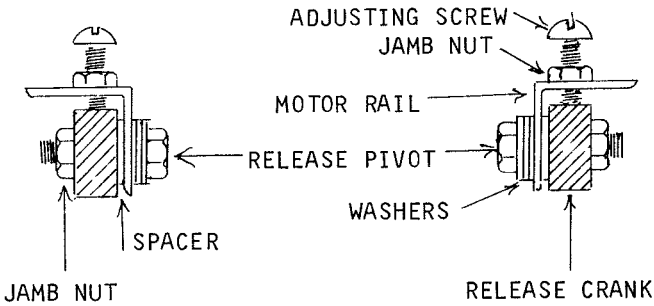 ADJUSTING SCREW
JAMB NUT
MOTOR RAIL
RELEASE PIVOT
WASHERS
SPACER
JAMB NUT
RELEASE CRANK